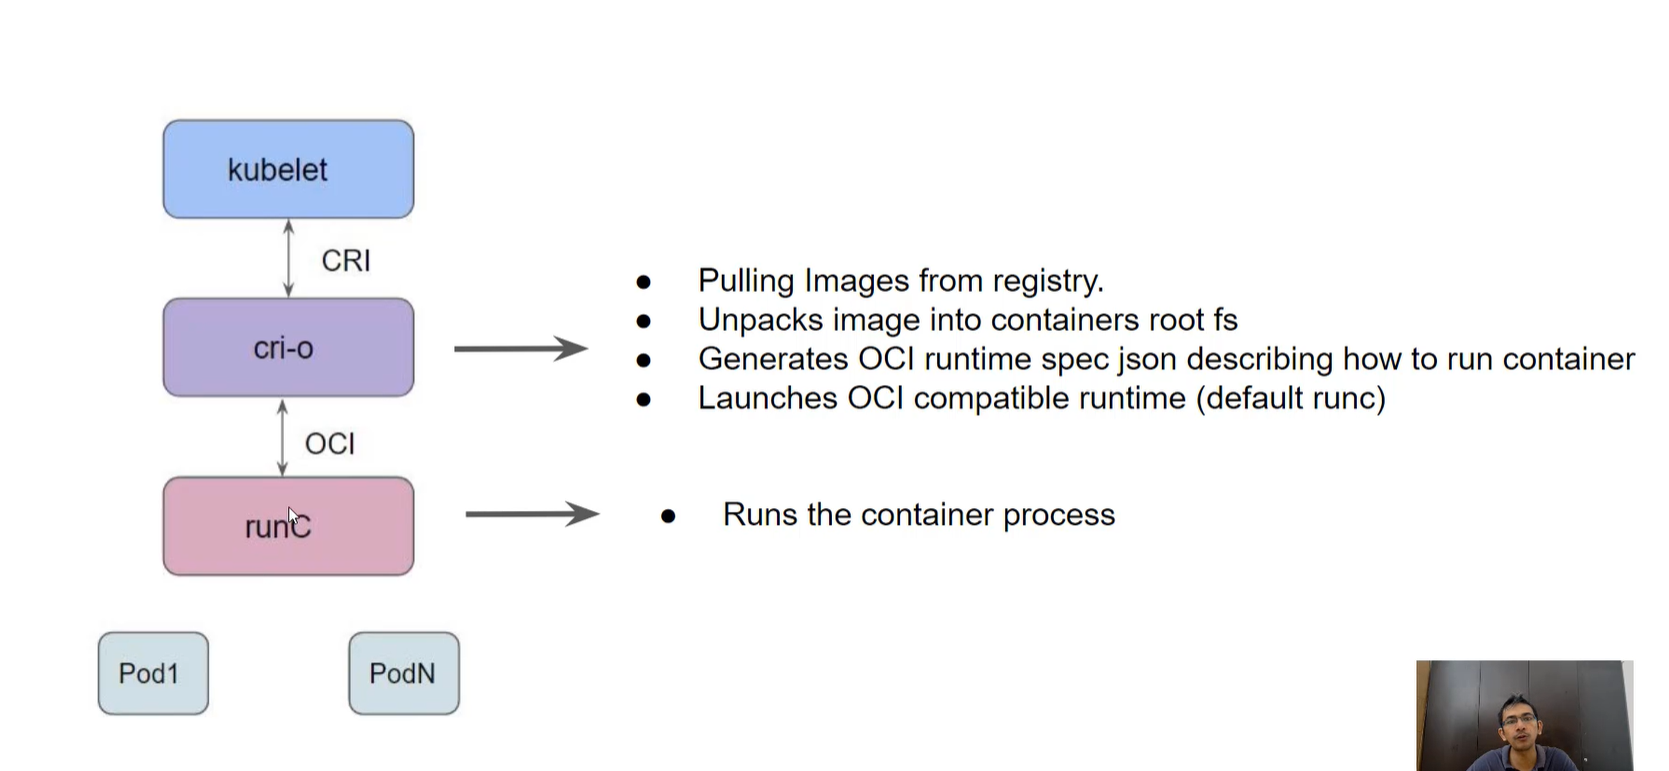 kubelet
CRI
cri-o
● Pulling Images from registry.
● Unpacks image into containers root fs
● Generates OCI runtime spec json describing how to run container
● Launches OCI compatible runtime (default runc)
OCI
runC
● Runs the container process
Pod1
PodN